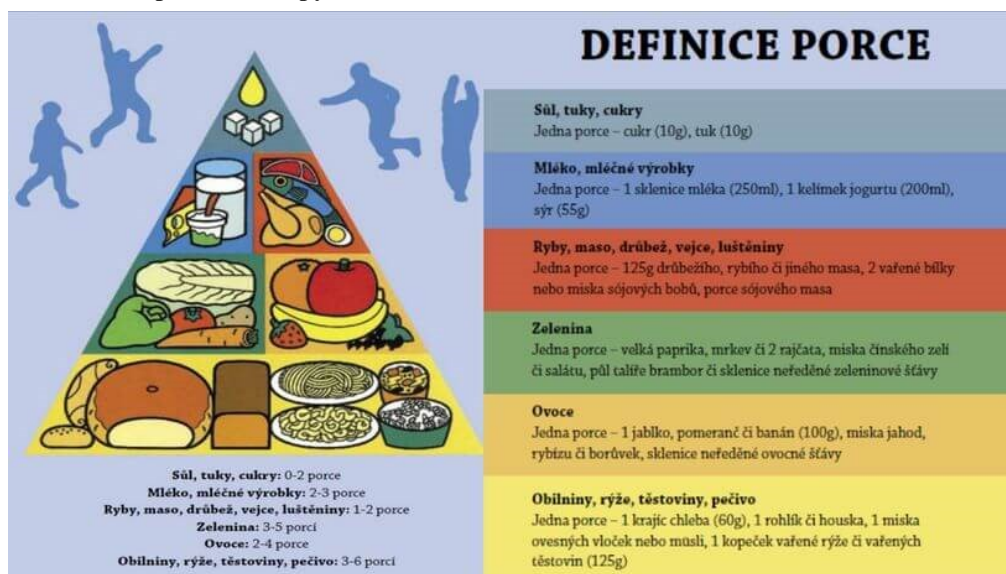 DEFINICE PORCE
Sůl, tuky, cukry
Jedna porce – cukr (10g), tuk (10g)
Mléko, mléčné výrobky
Jedna porce – 1 sklenice mléka (250ml), 1 kelímek jogurtu (200ml),
sýr (55g)
Ryby, maso, drůbež, vejce, luštěniny
Jedna porce – 125g drůbežího, rybího či jiného masa, 2 vařené bílky
nebo miska sójových bobů, porce sójového masa
Zelenina
Jedna porce – velká paprika, mrkev či 2 rajčata, miska čínského zelí
či salátu, půl talíře brambor či sklenice neředěné zeleninové šťávy
Ovoce
Jedna porce – 1 jablko, pomeranč či banán (100g), miska jahod,
rybízu či borůvek, sklenice neředěné ovocné šťávy
Obilniny, rýže, těstoviny, pečivo
Jedna porce – 1 krajíc chleba (60g), 1 rohlík či houska, 1 miska
ovesných vloček nebo müsli, 1 kopeček vařené rýže či vařených
těstovin (125g)
Sůl, tuky, cukry: 0-2 porce
Mléko, mléčné výrobky: 2-3 porce
Ryby, maso, drůbež, vejce, luštěniny: 1-2 porce
Zelenina: 3-5 porcí
Ovoce: 2-4 porce
Obilniny, rýže, těstoviny, pečivo: 3-6 porcí